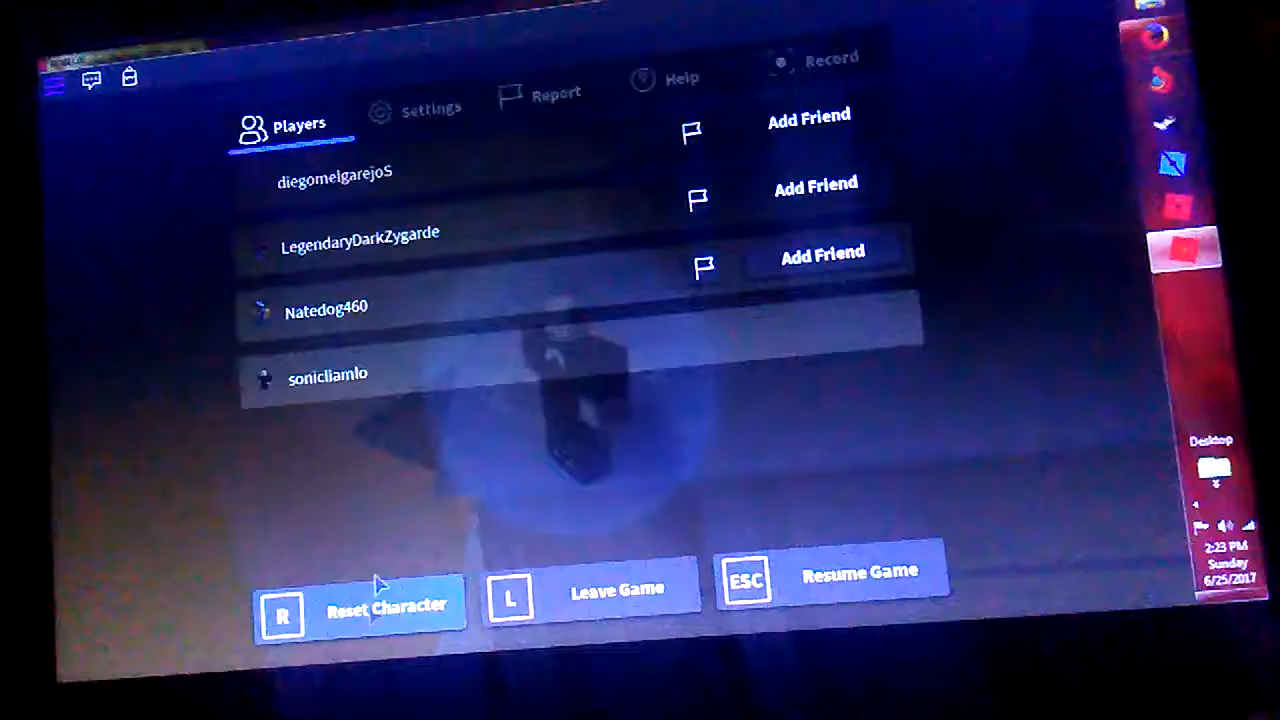 Players
Settings
Report
Help
Record
diegomelgarejoS
Add Friend
LegendaryDarkZygarde
Add Friend
Natedog460
Add Friend
sonicliamlo
R Reset Character
L Leave Game
ESC Resume Game
Desktop
2:23 PM
Sunday
6/25/2017